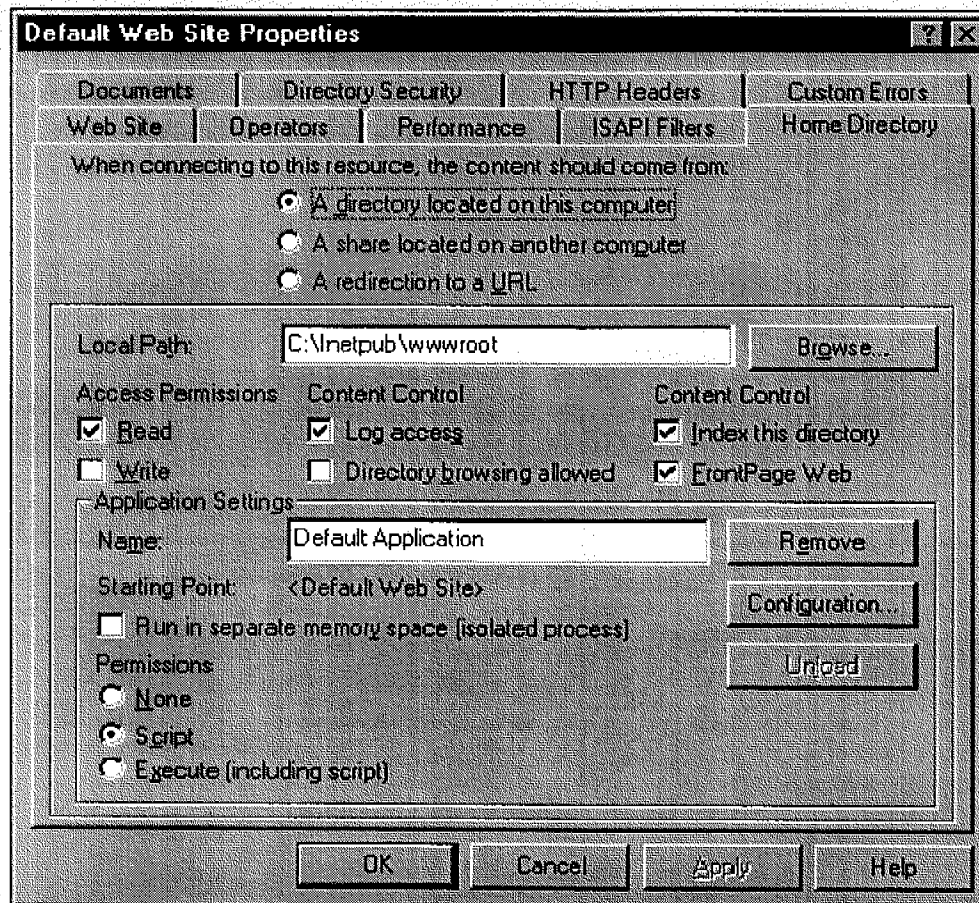 Default Web Site Properties
Documents Directory Security HTTP Headers Custom Errors
Web Site Operators Performance ISAPI Filters Home Directory
When connecting to this resource, the content should come from:
A directory located on this computer
A share located on another computer
A redirection to a URL
Local Path: C:\Inetpub\wwwroot Browse...
Access Permissions Content Control Content Control
Read Log access Index this directory
Write Directory browsing allowed FrontPage Web
Application Settings
Name: Default Application Remove
Starting Point: <Default Web Site> Configuration...
Run in separate memory space (isolated process)
Permissions Unload
None
Script
Execute (including script)
OK Cancel Apply Help